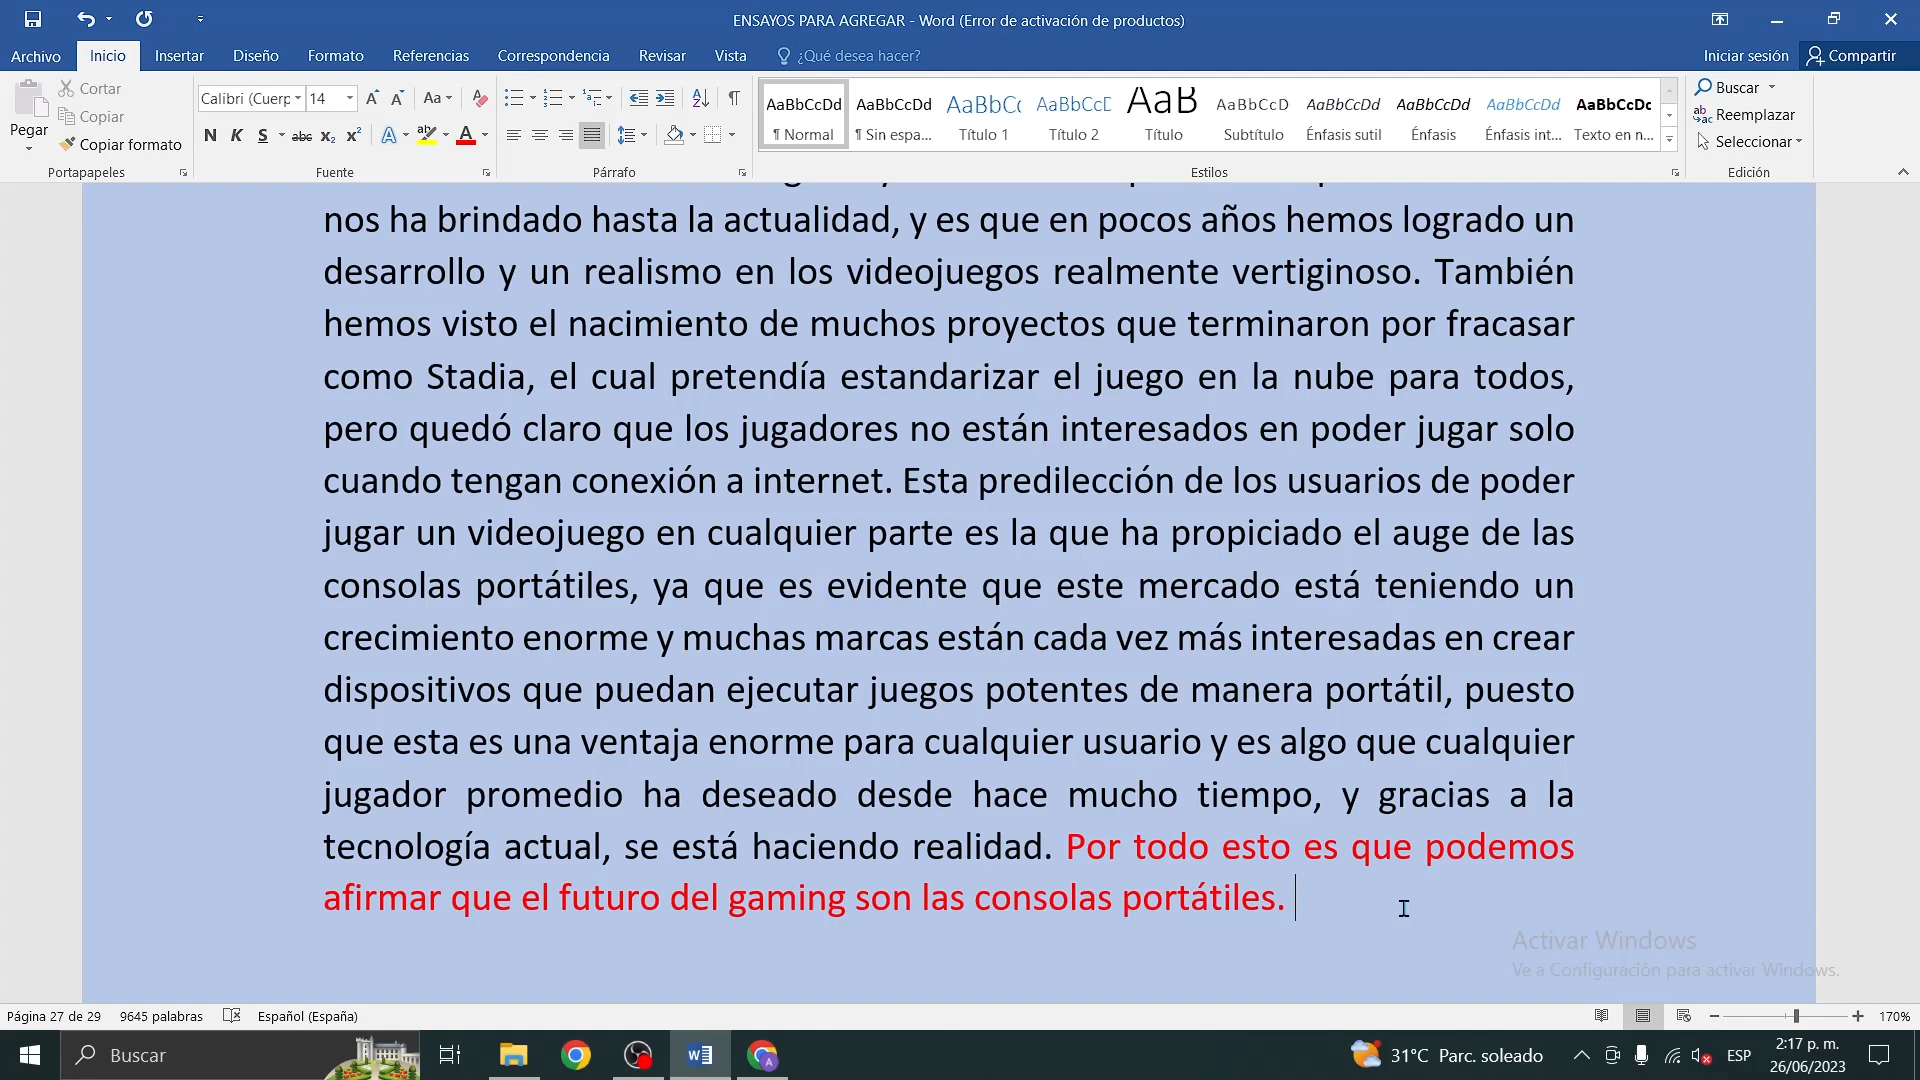 ENSAYOS PARA AGREGAR - Word (Error de activación de productos)
Archivo Inicio Insertar Diseño Formato Referencias Correspondencia Revisar Vista ¿Qué desea hacer? Iniciar sesión Compartir
Pegar
Cortar
Copiar
Copiar formato
Portapapeles
Calibri (Cuerp 14
Aa
N K S abc X₂ X²
Fuente
Párrafo
AaBbCcDd AaBbCcDd AaBbC AaBbCcD AaB AaBbCcD AaBbCcDd AaBbCcDd AaBbCcDd AaBbCcDc
¶ Normal ¶ Sin espa... Título 1 Título 2 Título Subtítulo Énfasis sutil Énfasis Énfasis int... Texto en n...
Estilos
Buscar
Reemplazar
Seleccionar
Edición
nos ha brindado hasta la actualidad, y es que en pocos años hemos logrado un
desarrollo y un realismo en los videojuegos realmente vertiginoso. También
hemos visto el nacimiento de muchos proyectos que terminaron por fracasar
como Stadia, el cual pretendía estandarizar el juego en la nube para todos,
pero quedó claro que los jugadores no están interesados en poder jugar solo
cuando tengan conexión a internet. Esta predilección de los usuarios de poder
jugar un videojuego en cualquier parte es la que ha propiciado el auge de las
consolas portátiles, ya que es evidente que este mercado está teniendo un
crecimiento enorme y muchas marcas están cada vez más interesadas en crear
dispositivos que puedan ejecutar juegos potentes de manera portátil, puesto
que esta es una ventaja enorme para cualquier usuario y es algo que cualquier
jugador promedio ha deseado desde hace mucho tiempo, y gracias a la
tecnología actual, se está haciendo realidad. Por todo esto es que podemos
afirmar que el futuro del gaming son las consolas portátiles.
Activar Windows
Ve a Configuración para activar Windows.
Página 27 de 29 9645 palabras Español (España) 170%
Buscar 31°C Parc. soleado ESP 2:17 p. m.
26/06/2023